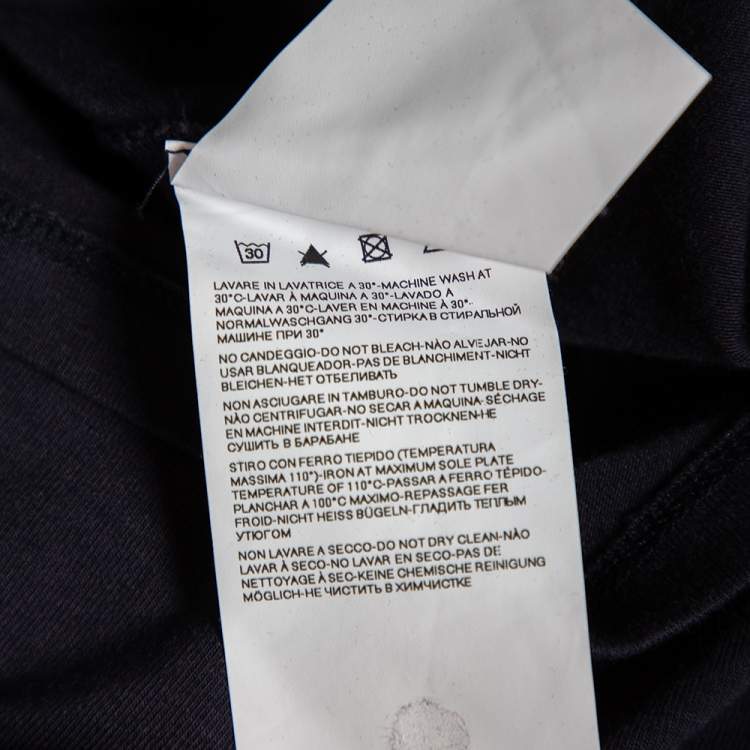 30
LAVARE IN LAVATRICE A 30°-MACHINE WASH AT
30°C-LAVAR À MAQUINA A 30°-LAVADO A
MAQUINA A 30°C-LAVER EN MACHINE À 30°-
NORMALWASCHGANG 30°-СТИРКА В СТИРАЛЬНОЙ
МАШИНЕ ПРИ 30°
NO CANDEGGIO-DO NOT BLEACH-NÃO ALVEJAR-NO
USAR BLANQUEADOR-PAS DE BLANCHIMENT-NICHT
BLEICHEN-НЕТ ОТБЕЛИВАТЬ
NON ASCIUGARE IN TAMBURO-DO NOT TUMBLE DRY-
NÃO CENTRIFUGAR-NO SECAR A MAQUINA-SÉCHAGE
EN MACHINE INTERDIT-NICHT TROCKNEN-НЕ
СУШИТЬ В БАРАБАНЕ
STIRO CON FERRO TIEPIDO (TEMPERATURA
MASSIMA 110°)-IRON AT MAXIMUM SOLE PLATE
TEMPERATURE OF 110°C-PASSAR A FERRO TÉPIDO-
PLANCHAR A 100°C MAXIMO-REPASSAGE FER
FROID-NICHT HEISS BÜGELN-ГЛАДИТЬ ТЕПЛЫМ
УТЮГОМ
NON LAVARE A SECCO-DO NOT DRY CLEAN-NÃO
LAVAR À SECO-NO LAVAR EN SECO-PAS DE
NETTOYAGE À SEC-KEINE CHEMISCHE REINIGUNG
MÖGLICH-НЕ ЧИСТИТЬ В ХИМЧИСТКЕ